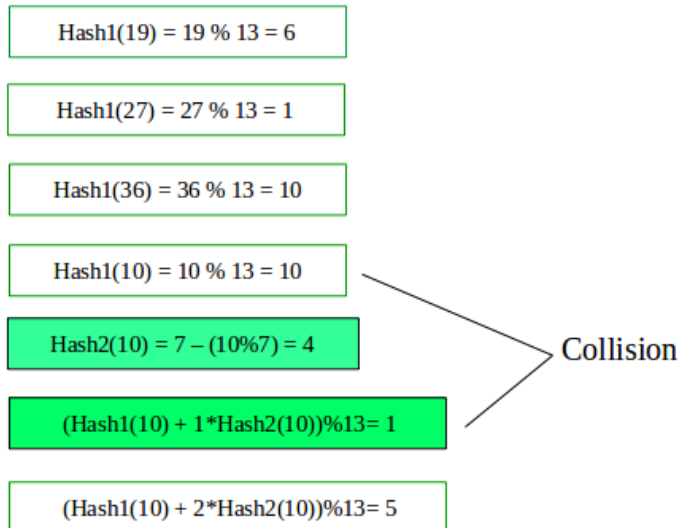 Hash1(19) = 19 % 13 = 6
Hash1(27) = 27 % 13 = 1
Hash1(36) = 36 % 13 = 10
Hash1(10) = 10 % 13 = 10
Hash2(10) = 7 – (10%7) = 4
Collision
(Hash1(10) + 1*Hash2(10))%13= 1
(Hash1(10) + 2*Hash2(10))%13= 5